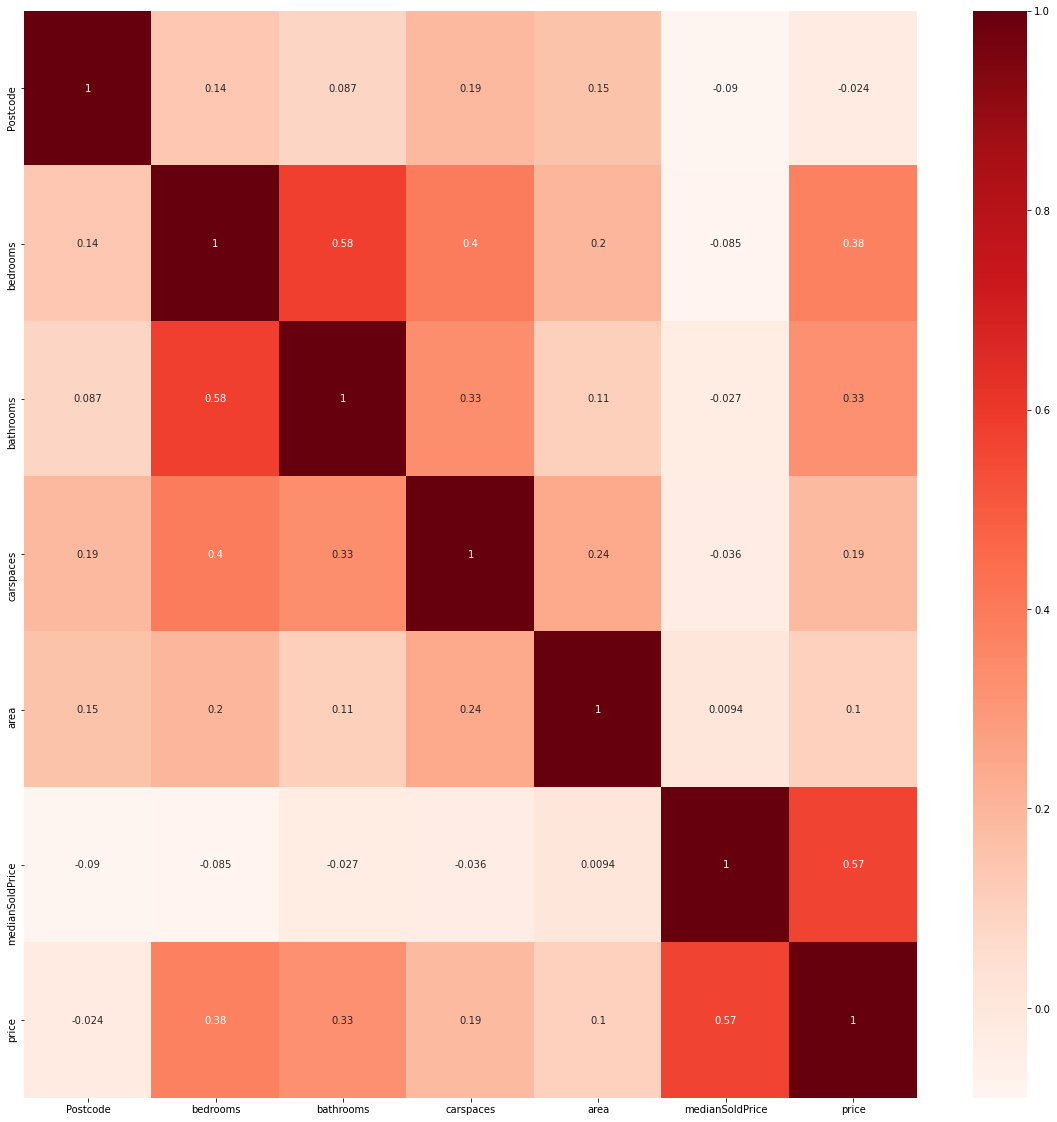 Postcode 1 0.14 0.087 0.19 0.15 -0.09 -0.024
bedrooms 0.14 1 0.58 0.4 0.2 -0.085 0.38
bathrooms 0.087 0.58 1 0.33 0.11 -0.027 0.33
carspaces 0.19 0.4 0.33 1 0.24 -0.036 0.19
area 0.15 0.2 0.11 0.24 1 0.0094 0.1
medianSoldPrice -0.09 -0.085 -0.027 -0.036 0.0094 1 0.57
price -0.024 0.38 0.33 0.19 0.1 0.57 1
Postcode bedrooms bathrooms carspaces area medianSoldPrice price
1.0
0.8
0.6
0.4
0.2
0.0